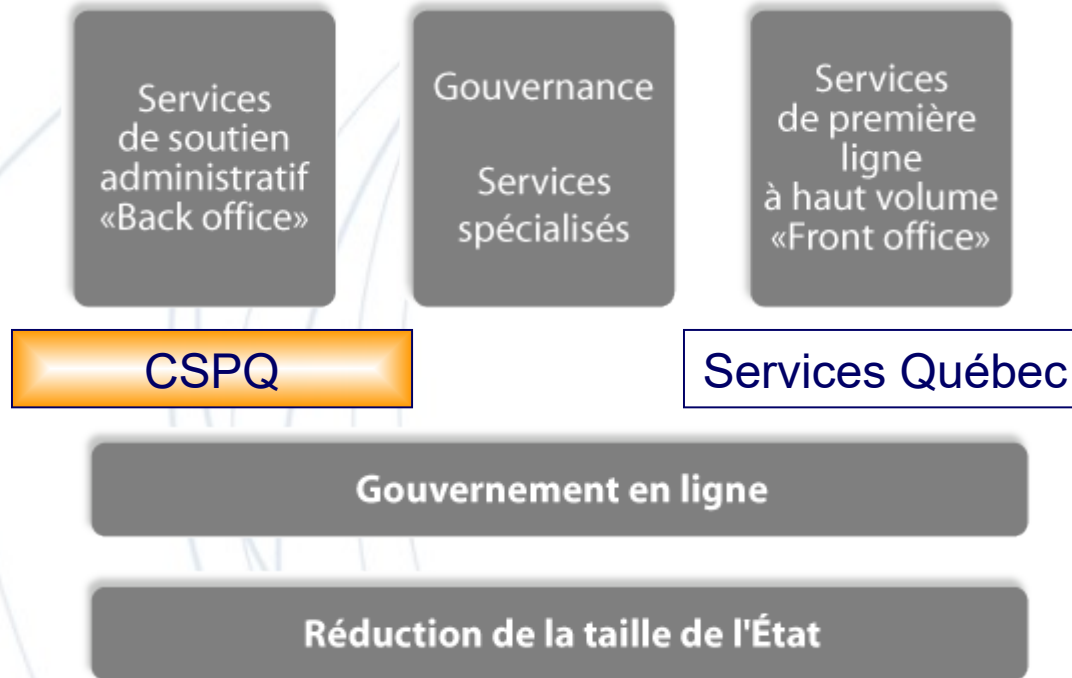 Services
de soutien
administratif
«Back office»
Gouvernance
Services
spécialisés
Services
de première
ligne
à haut volume
«Front office»
CSPQ
Services Québec
Gouvernement en ligne
Réduction de la taille de l'État